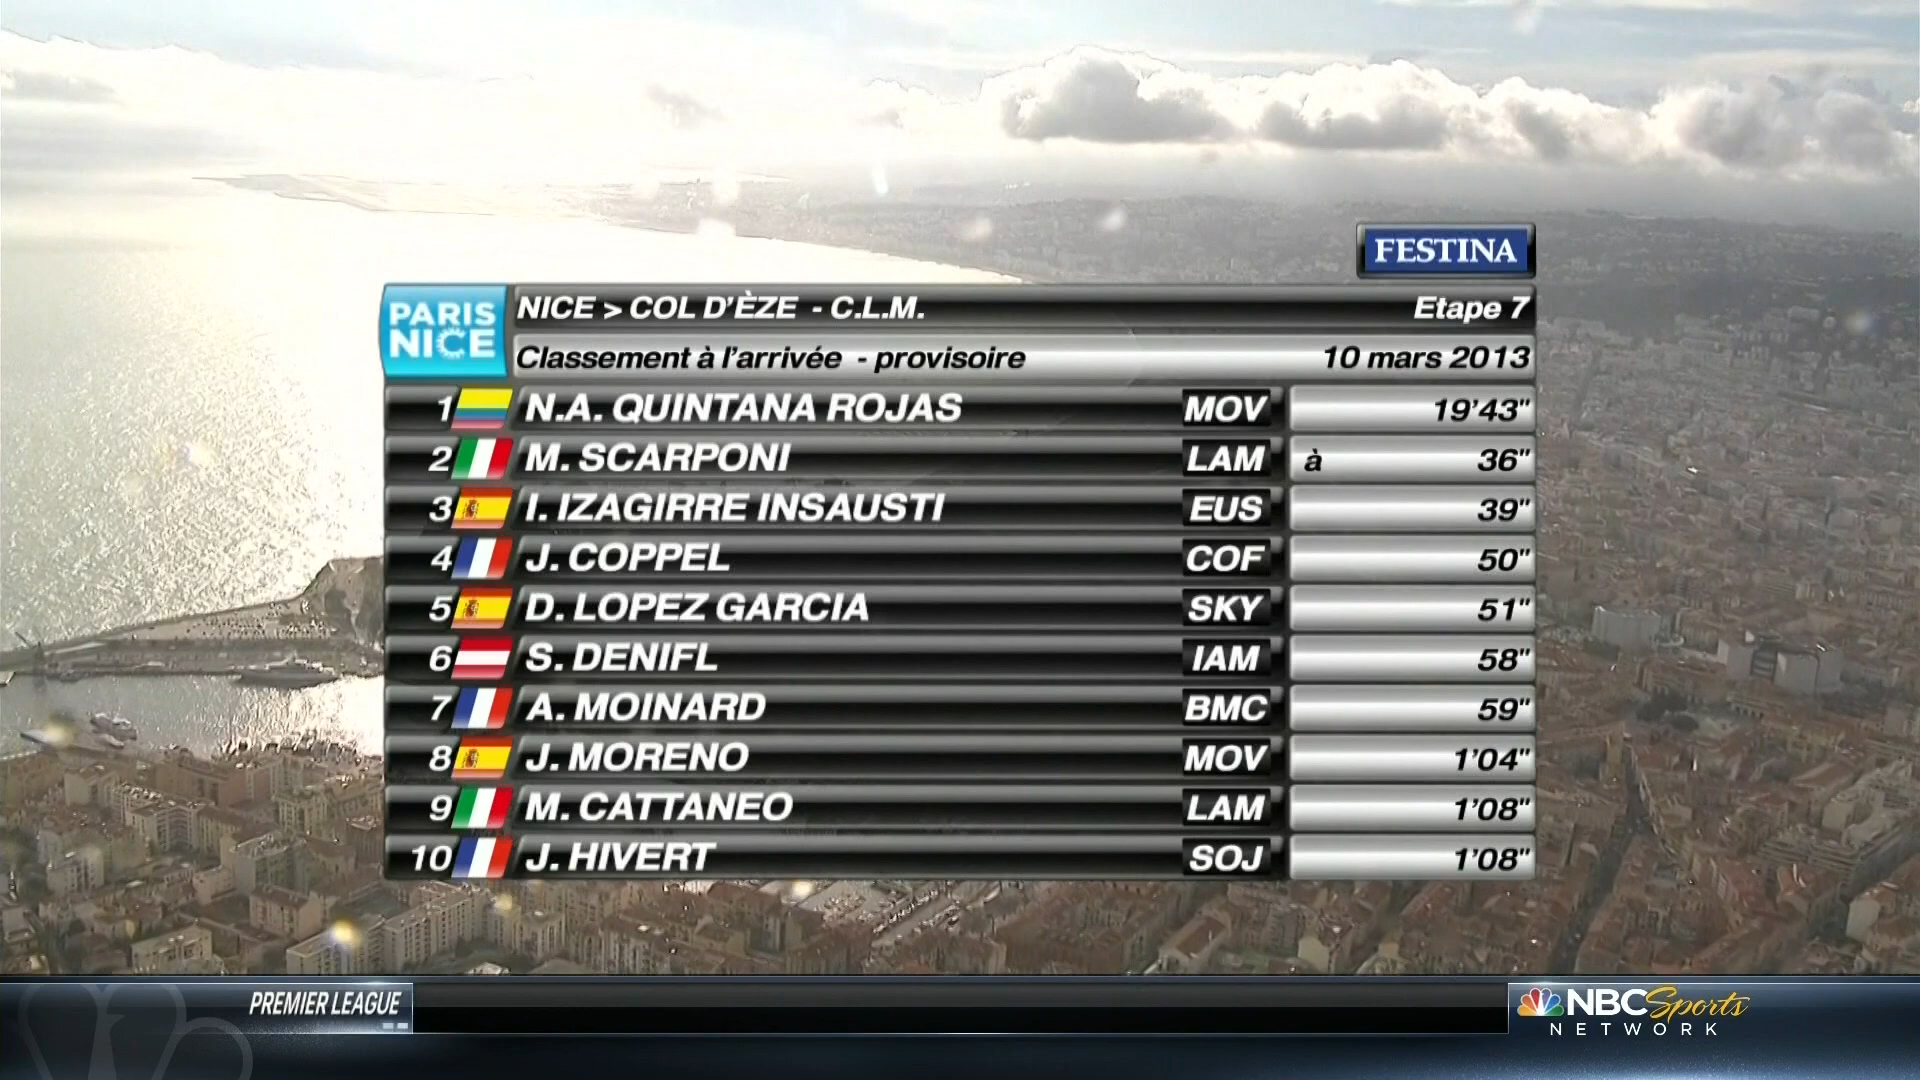 FESTINA
PARIS
NICE
NICE > COL D'ÈZE - C.L.M. Etape 7
Classement à l'arrivée - provisoire 10 mars 2013
1 N.A. QUINTANA ROJAS MOV 19'43"
2 M. SCARPONI LAM à 36"
3 I. IZAGIRRE INSAUSTI EUS 39"
4 J. COPPEL COF 50"
5 D. LOPEZ GARCIA SKY 51"
6 S. DENIFL IAM 58"
7 A. MOINARD BMC 59"
8 J. MORENO MOV 1'04"
9 M. CATTANEO LAM 1'08"
10 J. HIVERT SOJ 1'08"
PREMIER LEAGUE
NBC Sports
NETWORK